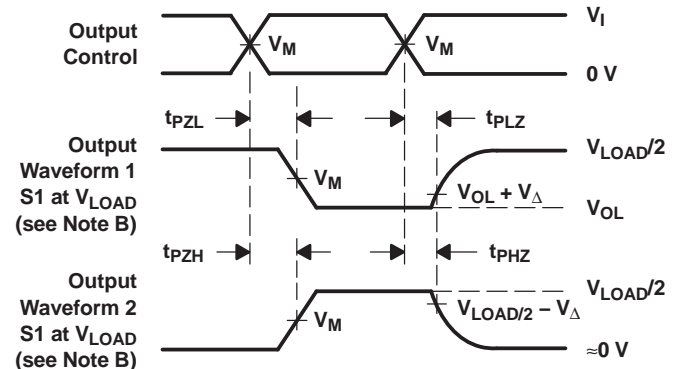 Output
Control
V_M
V_M
V_I
0 V
t_PZL
t_PLZ
Output
Waveform 1
S1 at V_LOAD
(see Note B)
V_M
V_LOAD/2
V_OL + V_Δ
V_OL
t_PZH
t_PHZ
Output
Waveform 2
S1 at V_LOAD
(see Note B)
V_M
V_LOAD/2
V_LOAD/2 – V_Δ
≈0 V